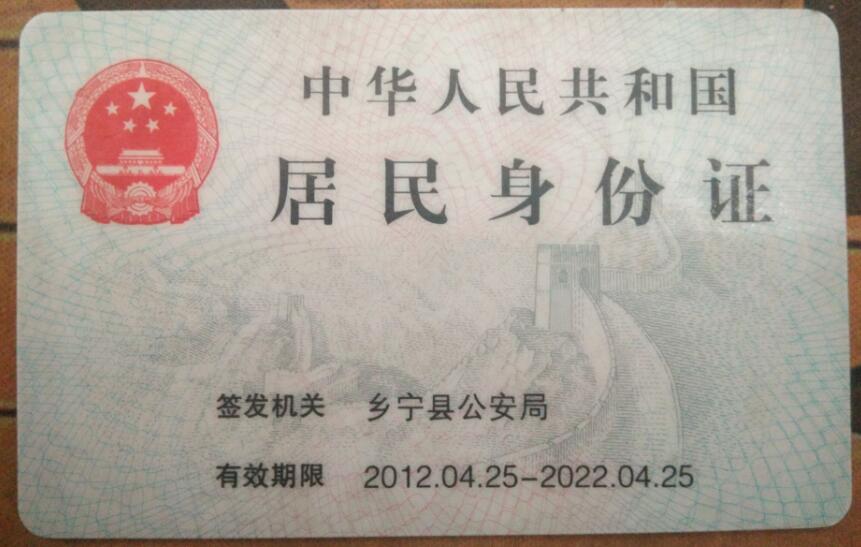 中华人民共和国
居民身份证
签发机关 乡宁县公安局
有效期限 2012.04.25-2022.04.25